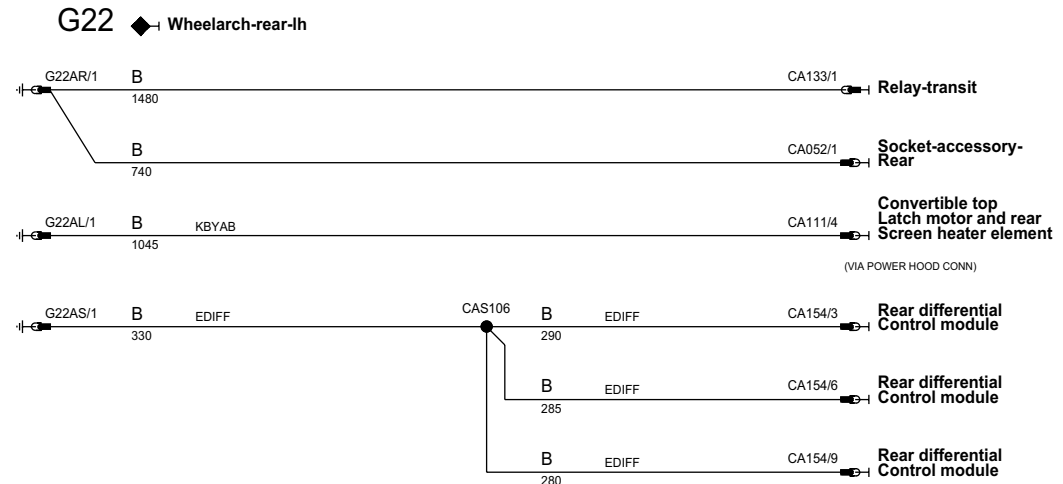 G22 Wheelarch-rear-lh
G22AR/1 B CA133/1 Relay-transit
1480
B CA052/1 Socket-accessory-
Rear
740
Convertible top
G22AL/1 B KBYAB CA111/4 Latch motor and rear
Screen heater element
1045
(VIA POWER HOOD CONN)
G22AS/1 B EDIFF CAS106 B EDIFF CA154/3 Rear differential
Control module
330 290
B EDIFF CA154/6 Rear differential
Control module
285
B EDIFF CA154/9 Rear differential
Control module
280